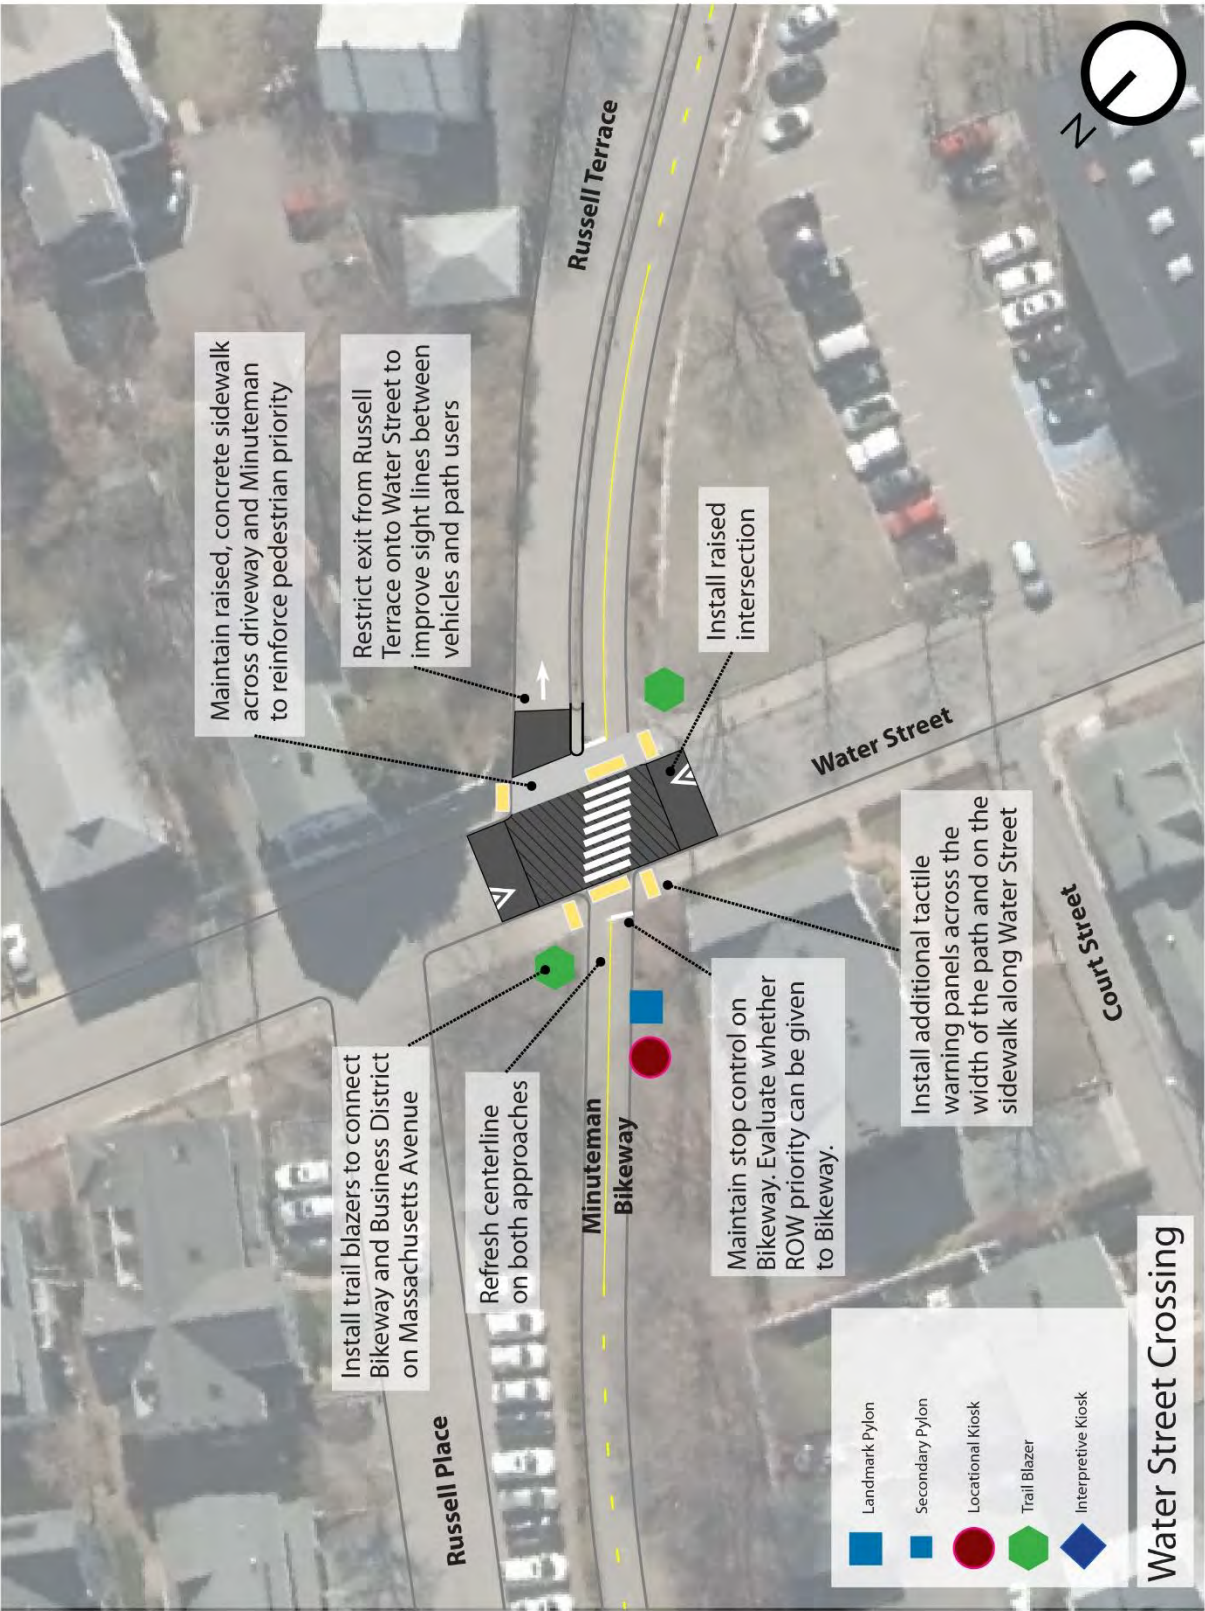 Maintain raised, concrete sidewalk
across driveway and Minuteman
to reinforce pedestrian priority
Restrict exit from Russell
Terrace onto Water Street to
improve sight lines between
vehicles and path users
Russell Terrace
Install raised
intersection
Water Street
Install trail blazers to connect
Bikeway and Business District
on Massachusetts Avenue
Refresh centerline
on both approaches
Minuteman
Bikeway
Maintain stop control on
Bikeway. Evaluate whether
ROW priority can be given
to Bikeway.
Install additional tactile
warning panels across the
width of the path and on the
sidewalk along Water Street
Court Street
Russell Place
Landmark Pylon
Secondary Pylon
Locational Kiosk
Trail Blazer
Interpretive Kiosk
Water Street Crossing
N